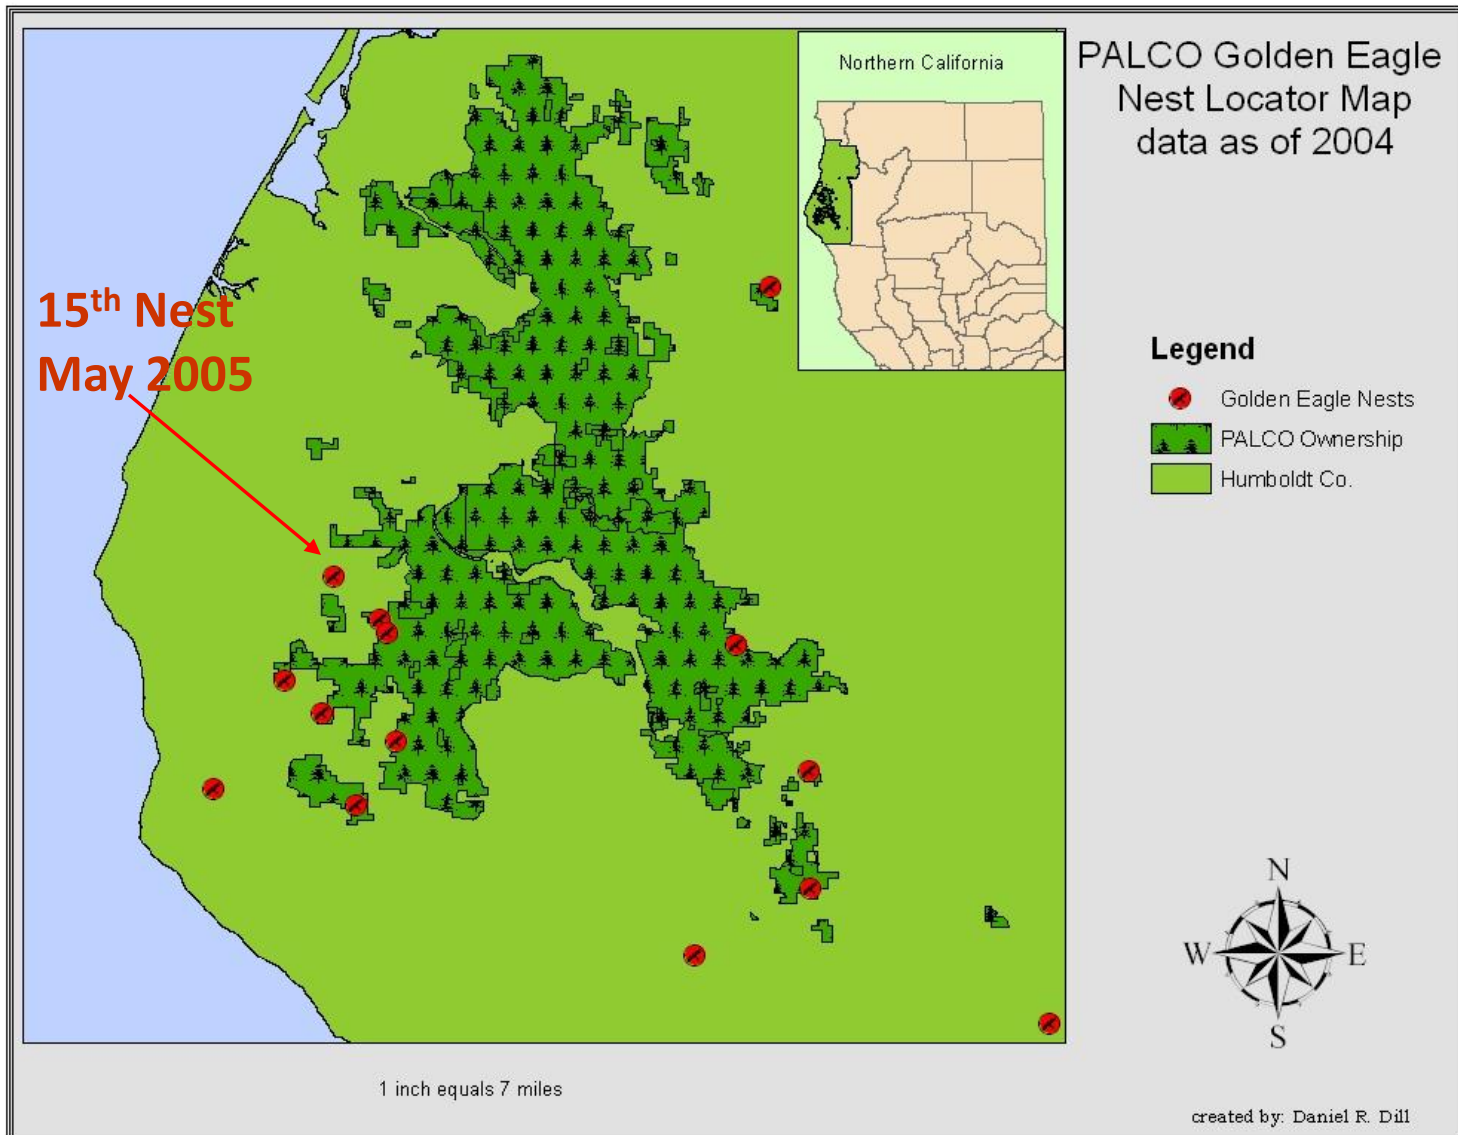 PALCO Golden Eagle
Nest Locator Map
data as of 2004
Northern California
15th Nest
May 2005
Legend
Golden Eagle Nests
PALCO Ownership
Humboldt Co.
N
W
E
S
1 inch equals 7 miles
created by: Daniel R. Dill